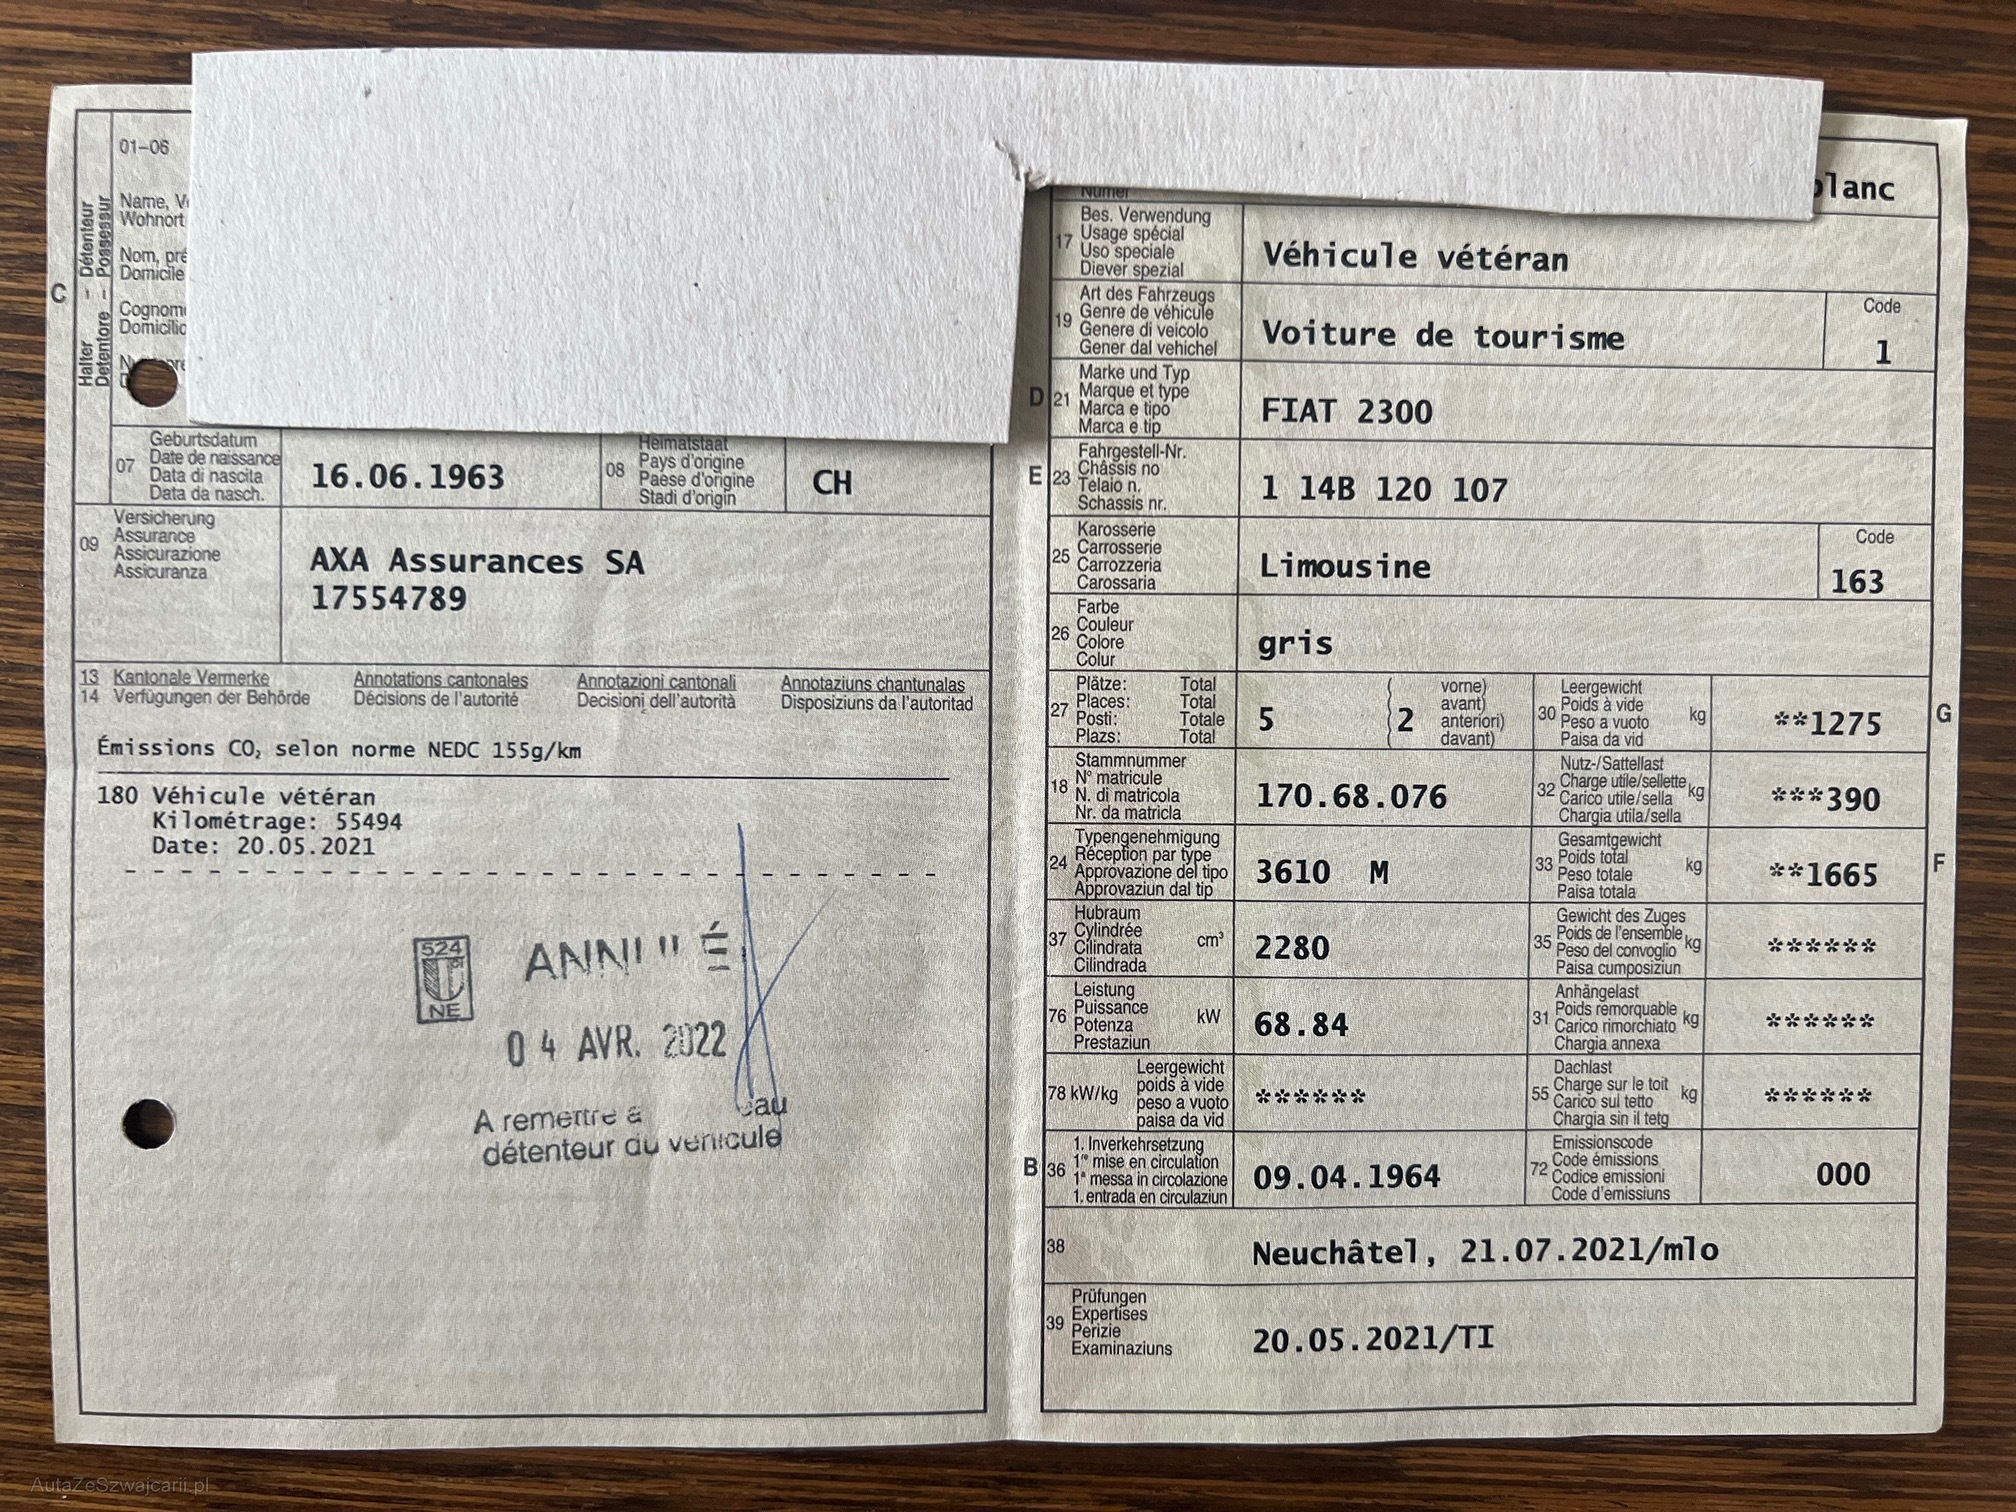 01-06
Name, V
Wohnort
Nom, pré
Domicile
Cognom
Domicilio
Halter – Détenteur
Detentore – Possessur
C
07
Geburtsdatum
Date de naissance
Data di nascita
Data da nasch.
16.06.1963
08
Heimatstaat
Pays d'origine
Paese d'origine
Stadi d'origin
CH
09
Versicherung
Assurance
Assicurazione
Assicuranza
AXA Assurances SA
17554789
13 Kantonale Vermerke Annotations cantonales Annotazioni cantonali Annotaziuns chantunalas
14 Verfügungen der Behörde Décisions de l'autorité Decisioni dell'autorità Disposiziuns da l'autoritad
Émissions CO₂ selon norme NEDC 155g/km
180 Véhicule vétéran
Kilométrage: 55494
Date: 20.05.2021
524
NE
ANNULÉ
04 AVR. 2022
A remettre à
eau
détenteur du véhicule
Numer
blanc
17
Bes. Verwendung
Usage spécial
Uso speciale
Diever spezial
Véhicule vétéran
19
Art des Fahrzeugs
Genre de véhicule
Genere di veicolo
Gener dal vehichel
Voiture de tourisme
Code
1
D
21
Marke und Typ
Marque et type
Marca e tipo
Marca e tip
FIAT 2300
E
23
Fahrgestell-Nr.
Châssis no
Telaio n.
Schassis nr.
1 14B 120 107
25
Karosserie
Carrosserie
Carrozzeria
Carossaria
Limousine
Code
163
26
Farbe
Couleur
Colore
Colur
gris
27
Plätze: Total
Places: Total
Posti: Totale
Plazs: Total
5
2
vorne)
avant)
anteriori)
davant)
30
Leergewicht
Poids à vide
Peso a vuoto
Paisa da vid
kg
**1275
G
18
Stammnummer
N° matricule
N. di matricola
Nr. da matricla
170.68.076
32
Nutz-/Sattellast
Charge utile/sellette
Carico utile/sella
Chargia utila/sella
kg
***390
24
Typengenehmigung
Réception par type
Approvazione del tipo
Approvaziun dal tip
3610 M
33
Gesamtgewicht
Poids total
Peso totale
Paisa totala
kg
**1665
F
37
Hubraum
Cylindrée
Cilindrata
Cilindrada
cm³
2280
35
Gewicht des Zuges
Poids de l'ensemble
Peso del convoglio
Paisa cumposiziun
kg
******
76
Leistung
Puissance
Potenza
Prestaziun
kW
68.84
31
Anhängelast
Poids remorquable
Carico rimorchiato
Chargia annexa
kg
******
78 kW/kg
Leergewicht
poids à vide
peso a vuoto
paisa da vid
******
55
Dachlast
Charge sur le toit
Carico sul tetto
Chargia sin il tetg
kg
******
B
36
1. Inverkehrsetzung
1re mise en circulation
1a messa in circolazione
1. entrada en circulaziun
09.04.1964
72
Emissionscode
Code émissions
Codice emissioni
Code d'emissiuns
000
38
Neuchâtel, 21.07.2021/mlo
39
Prüfungen
Expertises
Perizie
Examinaziuns
20.05.2021/TI
AutaZeSzwajcarii.pl